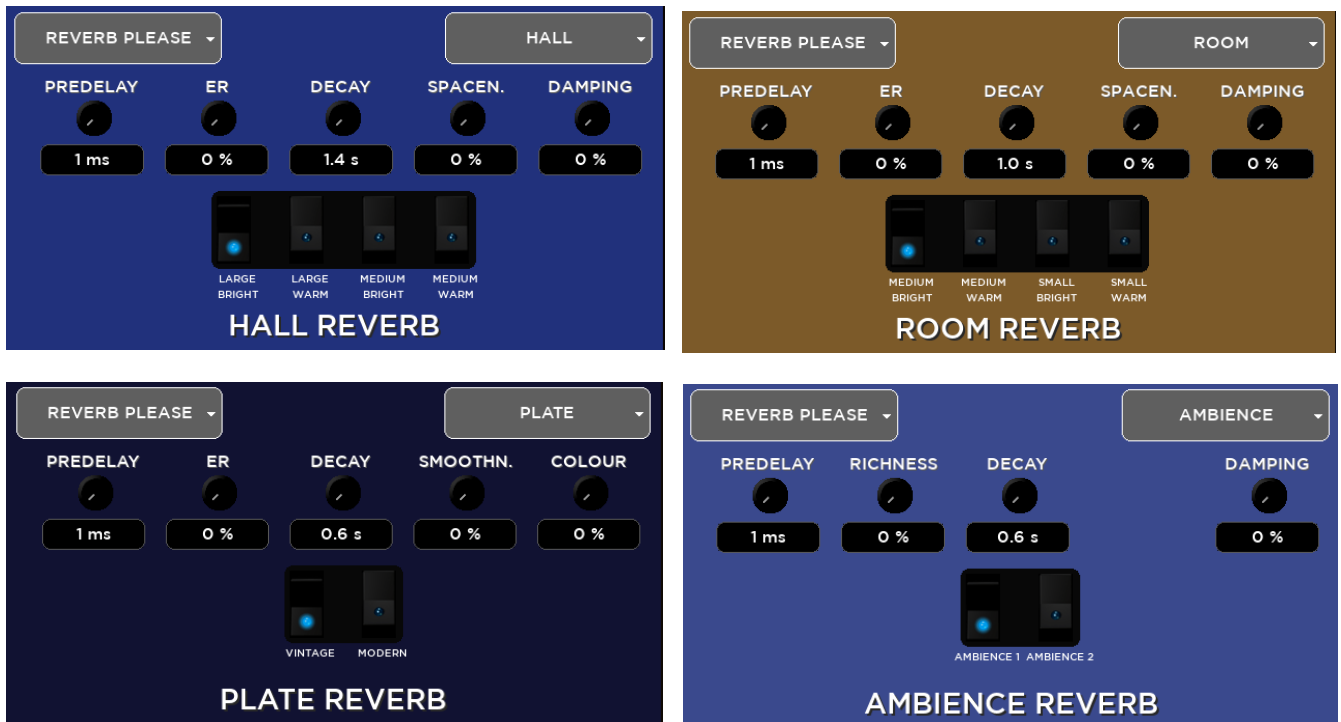 REVERB PLEASE HALL
PREDELAY ER DECAY SPACEN. DAMPING
1 ms 0 % 1.4 s 0 % 0 %
LARGE BRIGHT LARGE WARM MEDIUM BRIGHT MEDIUM WARM
HALL REVERB
REVERB PLEASE ROOM
PREDELAY ER DECAY SPACEN. DAMPING
1 ms 0 % 1.0 s 0 % 0 %
MEDIUM BRIGHT MEDIUM WARM SMALL BRIGHT SMALL WARM
ROOM REVERB
REVERB PLEASE PLATE
PREDELAY ER DECAY SMOOTHN. COLOUR
1 ms 0 % 0.6 s 0 % 0 %
VINTAGE MODERN
PLATE REVERB
REVERB PLEASE AMBIENCE
PREDELAY RICHNESS DECAY DAMPING
1 ms 0 % 0.6 s 0 %
AMBIENCE 1 AMBIENCE 2
AMBIENCE REVERB